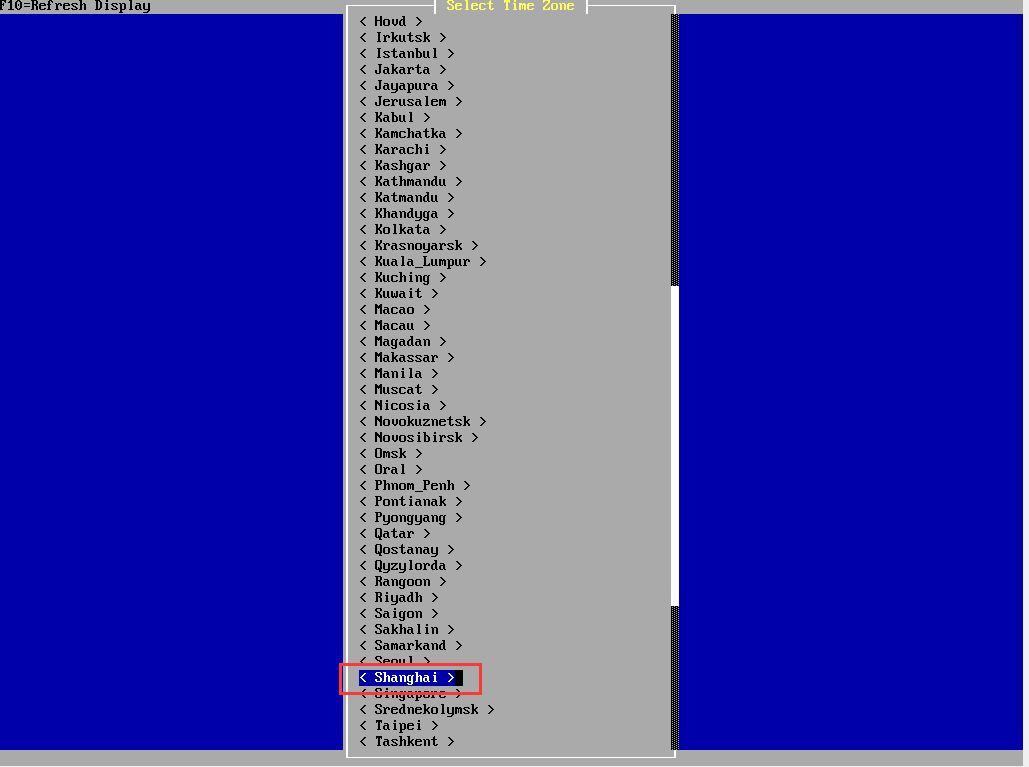 F10=Refresh Display
Select Time Zone
< Hovd >
< Irkutsk >
< Istanbul >
< Jakarta >
< Jayapura >
< Jerusalem >
< Kabul >
< Kamchatka >
< Karachi >
< Kashgar >
< Kathmandu >
< Katmandu >
< Khandyga >
< Kolkata >
< Krasnoyarsk >
< Kuala_Lumpur >
< Kuching >
< Kuwait >
< Macao >
< Macau >
< Magadan >
< Makassar >
< Manila >
< Muscat >
< Nicosia >
< Novokuznetsk >
< Novosibirsk >
< Omsk >
< Oral >
< Phnom_Penh >
< Pontianak >
< Pyongyang >
< Qatar >
< Qostanay >
< Qyzylorda >
< Rangoon >
< Riyadh >
< Saigon >
< Sakhalin >
< Samarkand >
< Seoul >
< Shanghai >
< Singapore >
< Srednekolymsk >
< Taipei >
< Tashkent >